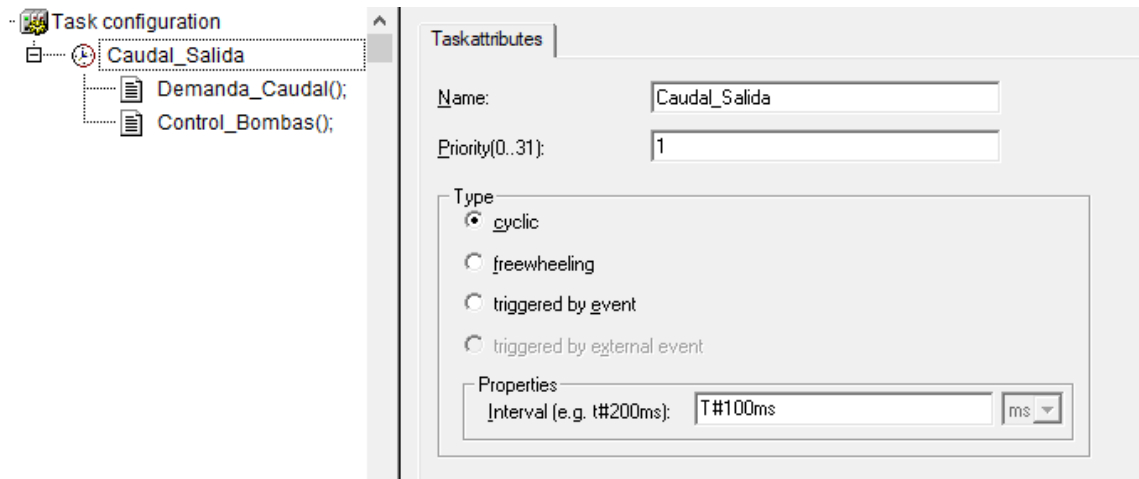 Task configuration
Caudal_Salida
Demanda_Caudal();
Control_Bombas();
Taskattributes
Name: Caudal_Salida
Priority(0..31): 1
Type
cyclic
freewheeling
triggered by event
triggered by external event
Properties
Interval (e.g. t#200ms): T#100ms ms